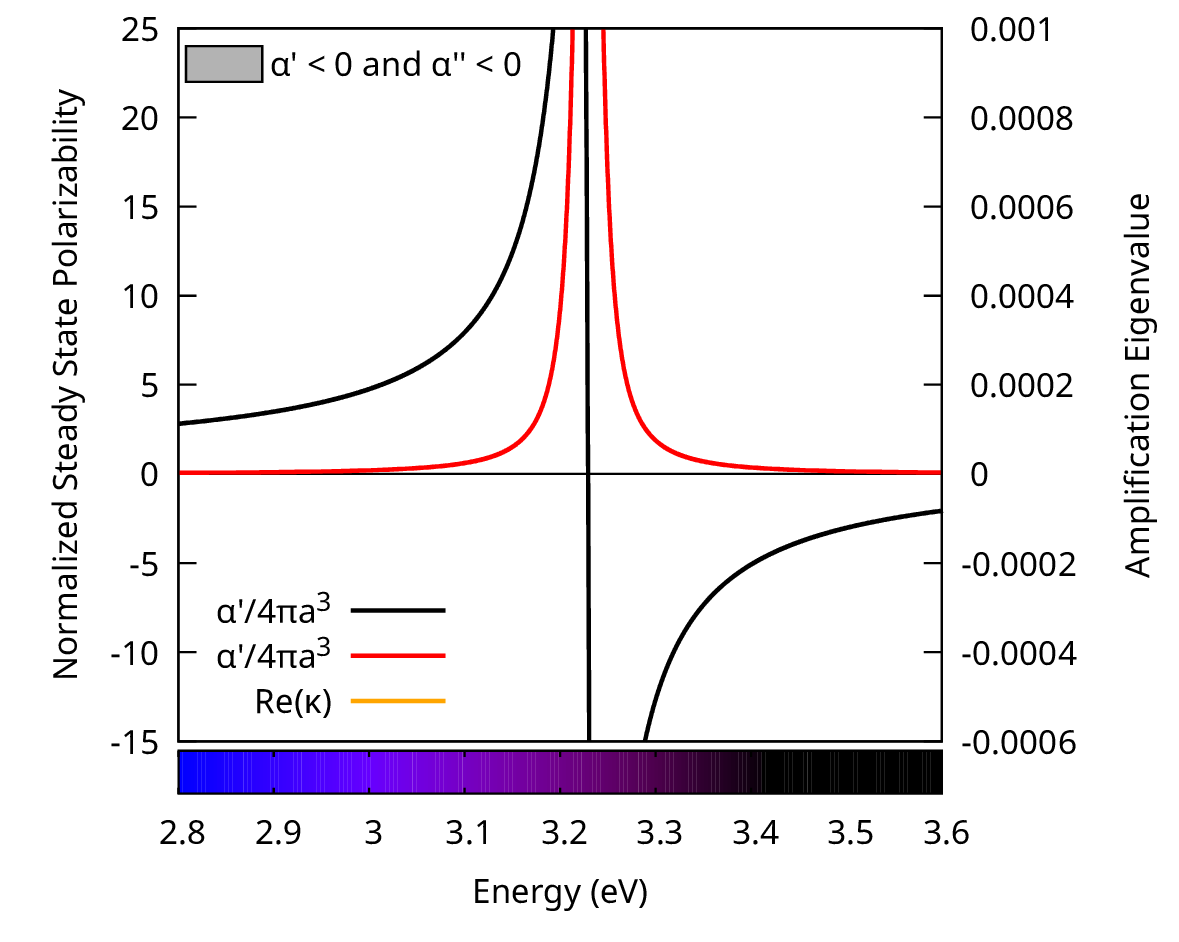 α' < 0 and α'' < 0
Normalized Steady State Polarizability
25
20
15
10
5
0
-5
-10
-15
0.001
0.0008
0.0006
0.0004
0.0002
0
-0.0002
-0.0004
-0.0006
Amplification Eigenvalue
α'/4πa³
α'/4πa³
Re(κ)
2.8 2.9 3 3.1 3.2 3.3 3.4 3.5 3.6
Energy (eV)